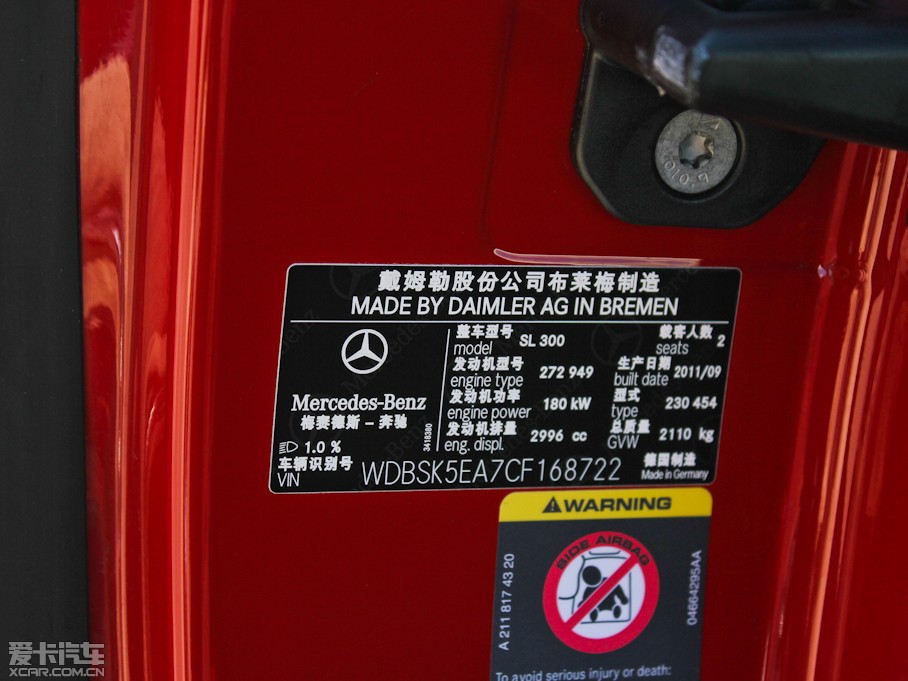 戴姆勒股份公司布莱梅制造
MADE BY DAIMLER AG IN BREMEN
整车型号 SL 300 载客人数 2
model seats
发动机型号 272 949 生产日期 2011/09
engine type built date
发动机功率 180 kW 型式 230 454
engine power type
发动机排量 2996 cc 总质量 2110 kg
eng. displ. GVW
Mercedes-Benz
梅赛德斯-奔驰
3418380
1.0 %
车辆识别号 WDBSK5EA7CF168722 德国制造
VIN Made in Germany
WARNING
SIDE AIRBAG
A 211 817 43 20
04664295AA
To avoid serious injury or death:
10.9
爱卡汽车
XCAR.COM.CN